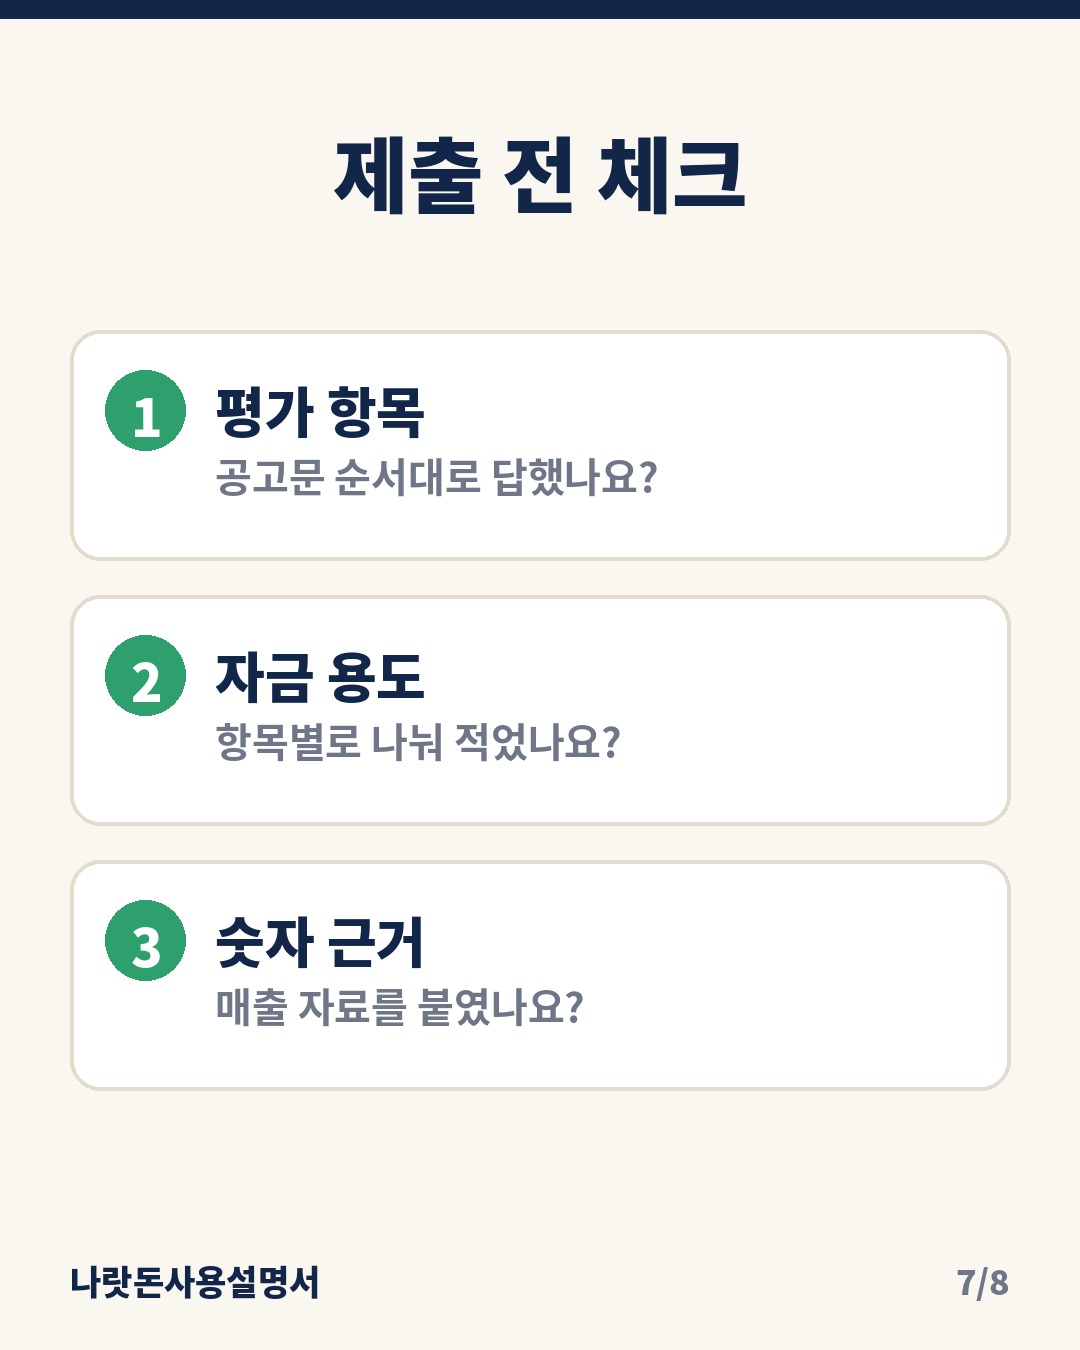 제출 전 체크
1 평가 항목
공고문 순서대로 답했나요?
2 자금 용도
항목별로 나눠 적었나요?
3 숫자 근거
매출 자료를 붙였나요?
나랏돈사용설명서
7/8